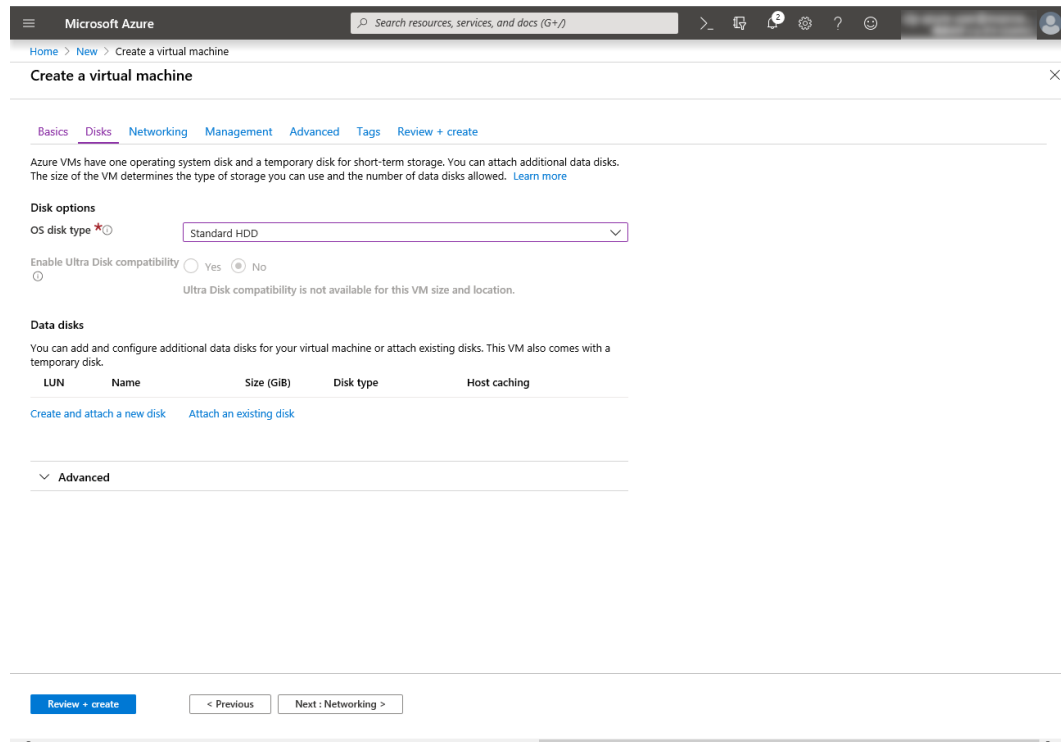 Microsoft Azure
Search resources, services, and docs (G+/)
2
Home > New > Create a virtual machine
Create a virtual machine
Basics Disks Networking Management Advanced Tags Review + create
Azure VMs have one operating system disk and a temporary disk for short-term storage. You can attach additional data disks.
The size of the VM determines the type of storage you can use and the number of data disks allowed. Learn more
Disk options
OS disk type * Standard HDD
Enable Ultra Disk compatibility Yes No
Ultra Disk compatibility is not available for this VM size and location.
Data disks
You can add and configure additional data disks for your virtual machine or attach existing disks. This VM also comes with a
temporary disk.
LUN Name Size (GiB) Disk type Host caching
Create and attach a new disk Attach an existing disk
Advanced
Review + create < Previous Next : Networking >